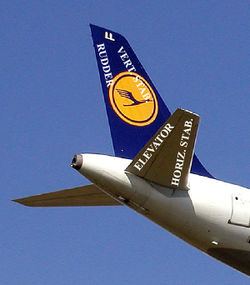 F
VERT. STAB.
RUDDER
ELEVATOR
HORIZ. STAB.